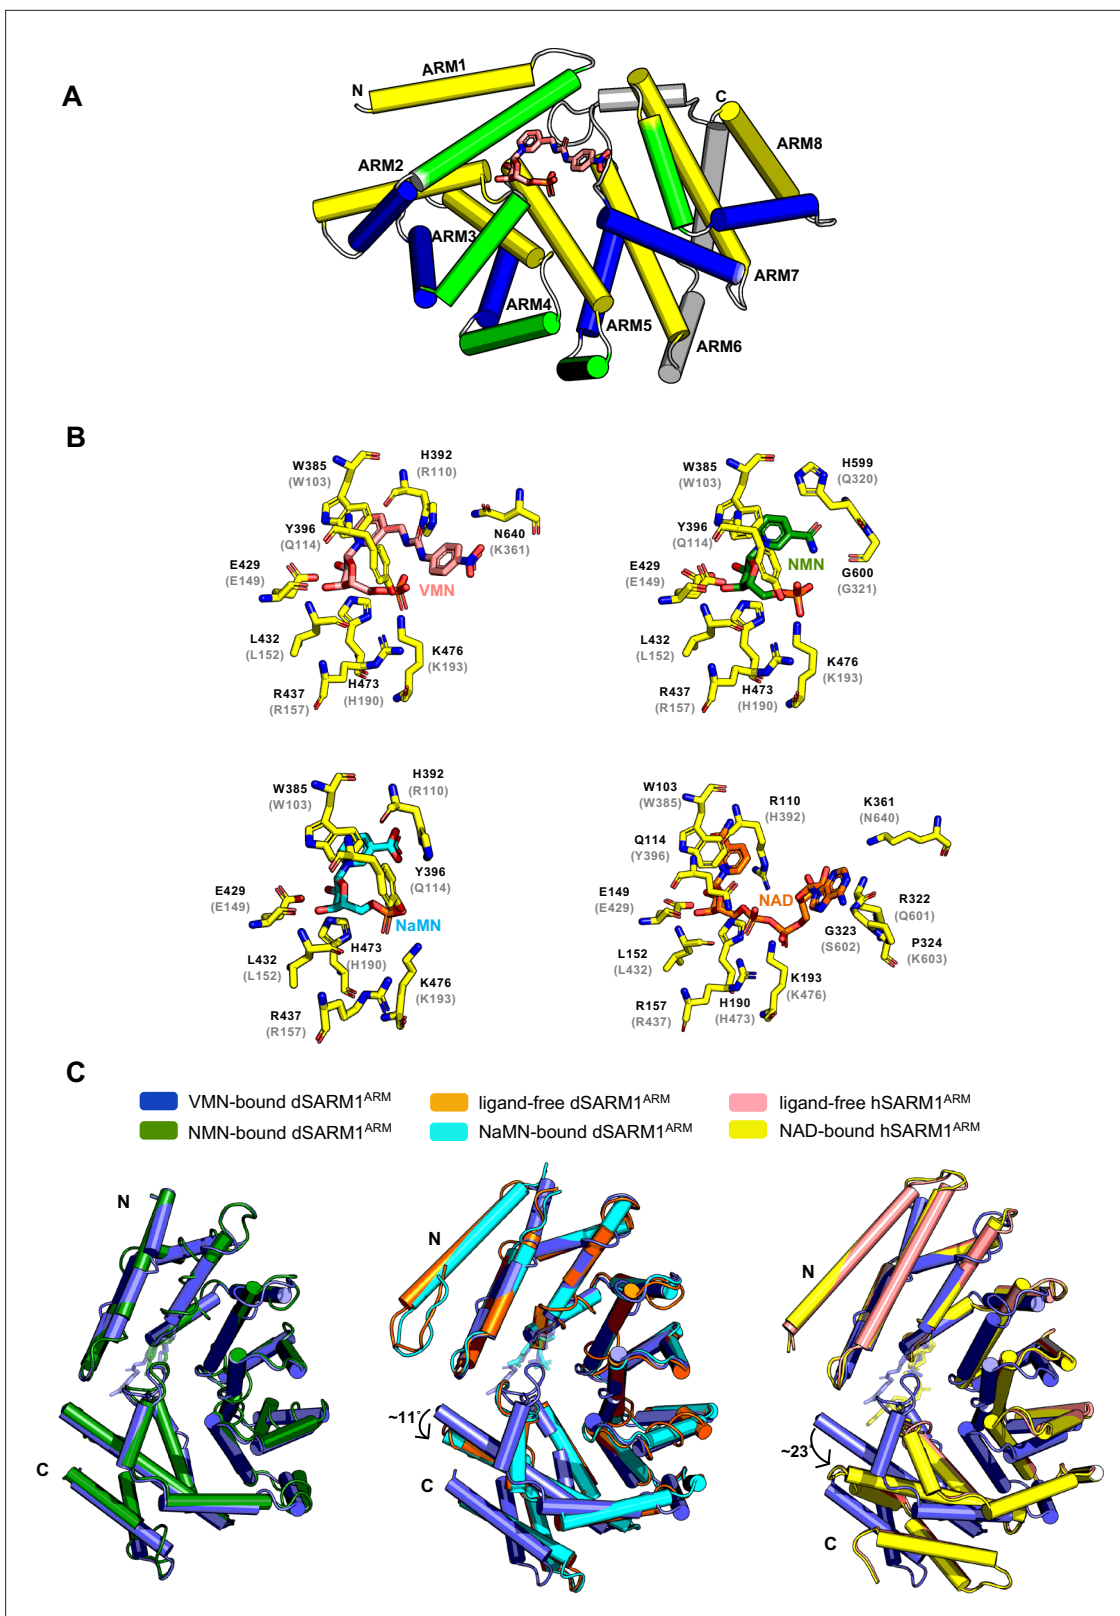 A
N
ARM1
C
ARM8
ARM2
ARM3
ARM7
ARM4
ARM5
ARM6
B
W385
(W103)
H392
(R110)
Y396
(Q114)
N640
(K361)
E429
(E149)
VMN
L432
(L152)
K476
(K193)
R437
(R157)
H473
(H190)
W385
(W103)
H599
(Q320)
Y396
(Q114)
NMN
E429
(E149)
G600
(G321)
L432
(L152)
K476
(K193)
R437
(R157)
H473
(H190)
W385
(W103)
H392
(R110)
Y396
(Q114)
E429
(E149)
NaMN
L432
(L152)
H473
(H190)
K476
(K193)
R437
(R157)
W103
(W385)
R110
(H392)
K361
(N640)
Q114
(Y396)
E149
(E429)
NAD
R322
(Q601)
G323
(S602)
P324
(K603)
L152
(L432)
K193
(K476)
R157
(R437)
H190
(H473)
C
VMN-bound dSARM1ARM
ligand-free dSARM1ARM
ligand-free hSARM1ARM
NMN-bound dSARM1ARM
NaMN-bound dSARM1ARM
NAD-bound hSARM1ARM
N
C
N
~11°
C
N
~23°
C